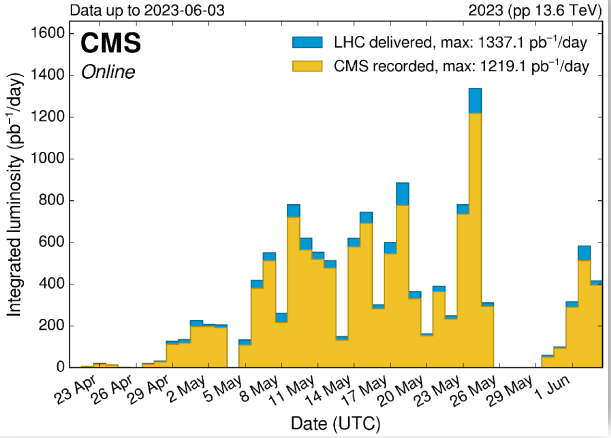 Data up to 2023-06-03
2023 (pp 13.6 TeV)
CMS
Online
LHC delivered, max: 1337.1 pb⁻¹/day
CMS recorded, max: 1219.1 pb⁻¹/day
Integrated luminosity (pb⁻¹/day)
1600
1400
1200
1000
800
600
400
200
0
23 Apr
26 Apr
29 Apr
2 May
5 May
8 May
11 May
14 May
17 May
20 May
23 May
26 May
29 May
1 Jun
Date (UTC)